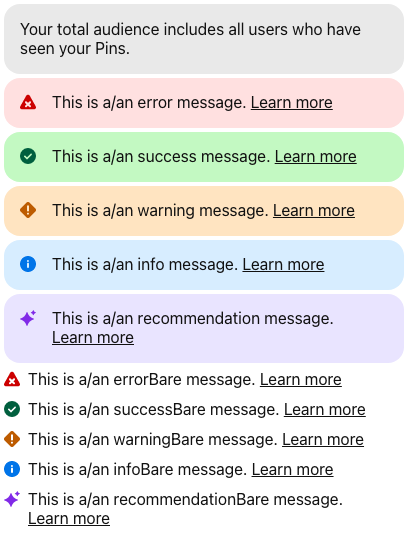 Your total audience includes all users who have
seen your Pins.
This is a/an error message. Learn more
This is a/an success message. Learn more
This is a/an warning message. Learn more
This is a/an info message. Learn more
This is a/an recommendation message.
Learn more
This is a/an errorBare message. Learn more
This is a/an successBare message. Learn more
This is a/an warningBare message. Learn more
This is a/an infoBare message. Learn more
This is a/an recommendationBare message.
Learn more